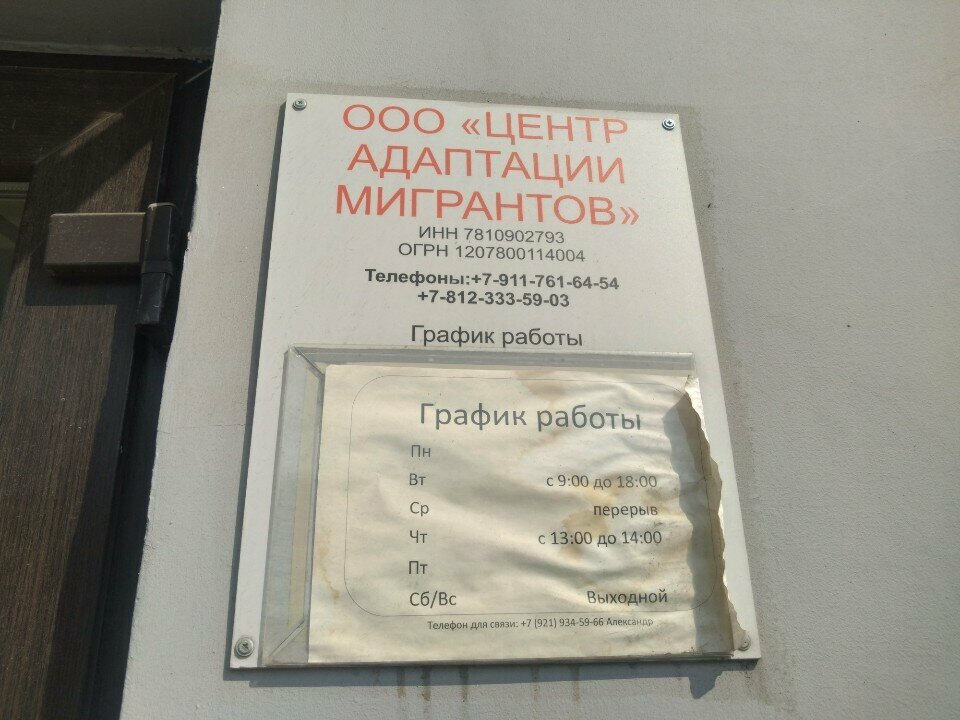 ООО «ЦЕНТР
АДАПТАЦИИ
МИГРАНТОВ»
ИНН 7810902793
ОГРН 1207800114004
Телефоны:+7-911-761-64-54
+7-812-333-59-03
График работы
График работы
Пн
Вт с 9:00 до 18:00
Ср перерыв
Чт с 13:00 до 14:00
Пт
Сб/Вс Выходной
Телефон для связи: +7 (921) 934-59-66 Александр